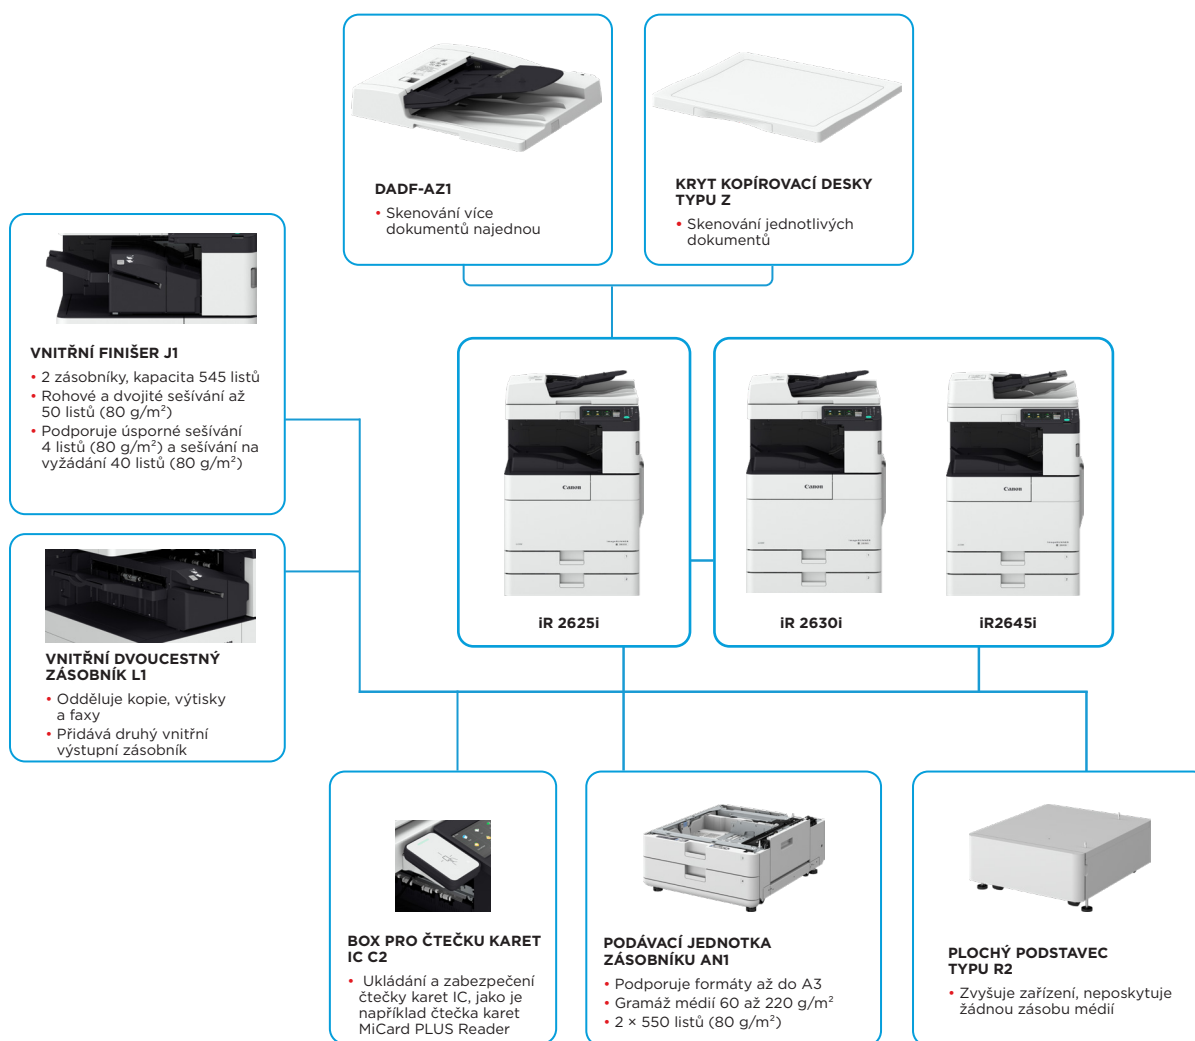 DADF-AZ1
• Skenování více
dokumentů najednou
KRYT KOPÍROVACÍ DESKY
TYPU Z
• Skenování jednotlivých
dokumentů
VNITŘNÍ FINIŠER J1
• 2 zásobníky, kapacita 545 listů
• Rohové a dvojité sešívání až
50 listů (80 g/m²)
• Podporuje úsporné sešívání
4 listů (80 g/m²) a sešívání na
vyžádání 40 listů (80 g/m²)
Canon
Canon
Canon
iR 2625i
iR 2630i
iR2645i
VNITŘNÍ DVOUCESTNÝ
ZÁSOBNÍK L1
• Odděluje kopie, výtisky
a faxy
• Přidává druhý vnitřní
výstupní zásobník
BOX PRO ČTEČKU KARET
IC C2
• Ukládání a zabezpečení
čtečky karet IC, jako je
například čtečka karet
MiCard PLUS Reader
PODÁVACÍ JEDNOTKA
ZÁSOBNÍKU AN1
• Podporuje formáty až do A3
• Gramáž médií 60 až 220 g/m²
• 2 × 550 listů (80 g/m²)
PLOCHÝ PODSTAVEC
TYPU R2
• Zvyšuje zařízení, neposkytuje
žádnou zásobu médií